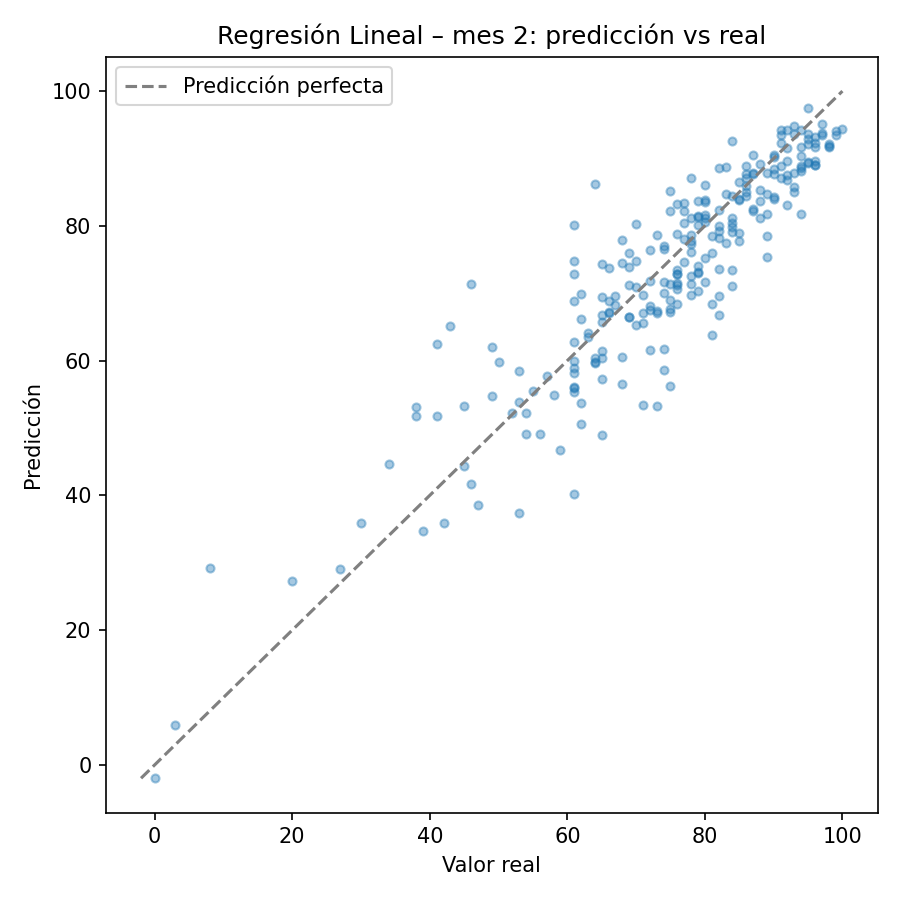 Regresión Lineal – mes 2: predicción vs real
Predicción perfecta
100
80
60
40
20
0
Predicción
0 20 40 60 80 100
Valor real